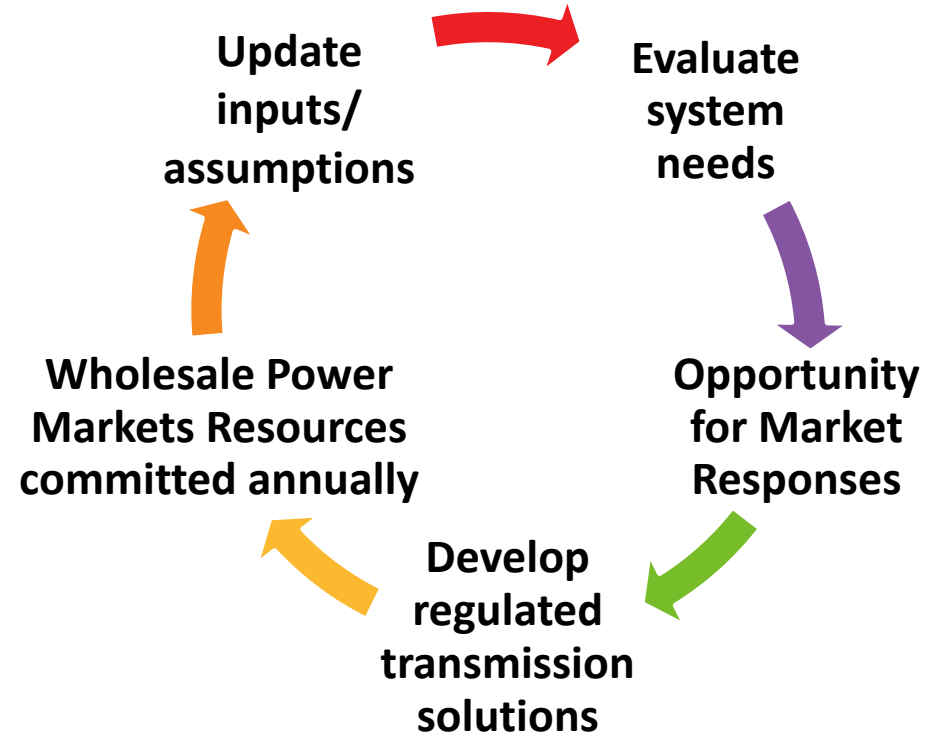 Update
inputs/
assumptions
Evaluate
system
needs
Opportunity
for Market
Responses
Develop
regulated
transmission
solutions
Wholesale Power
Markets Resources
committed annually